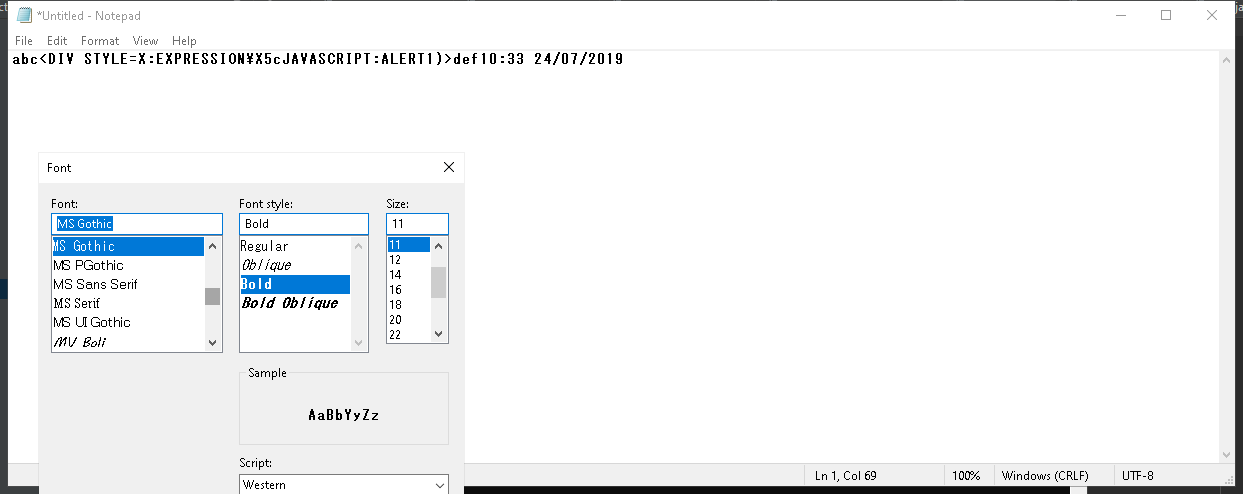 *Untitled - Notepad
File Edit Format View Help
abc<DIV STYLE=X:EXPRESSION¥X5cJAVASCRIPT:ALERT1)>def10:33 24/07/2019
Font
Font: Font style: Size:
MS Gothic Bold 11
MS Gothic Regular 11
MS PGothic Oblique 12
MS Sans Serif Bold 14
MS Serif Bold Oblique 16
MS UI Gothic 18
MV Boli 20
22
Sample
AaBbYyZz
Script:
Western
Ln 1, Col 69 100% Windows (CRLF) UTF-8